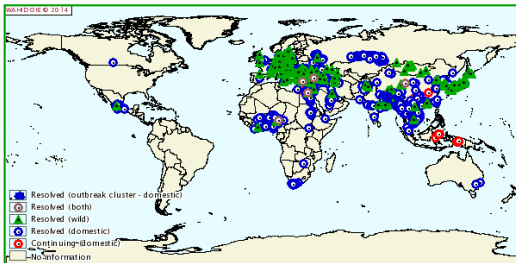 WAHID.OIE © 2014
Resolved (outbreak cluster - domestic)
Resolved (both)
Resolved (wild)
Resolved (domestic)
Continuing (domestic)
No information